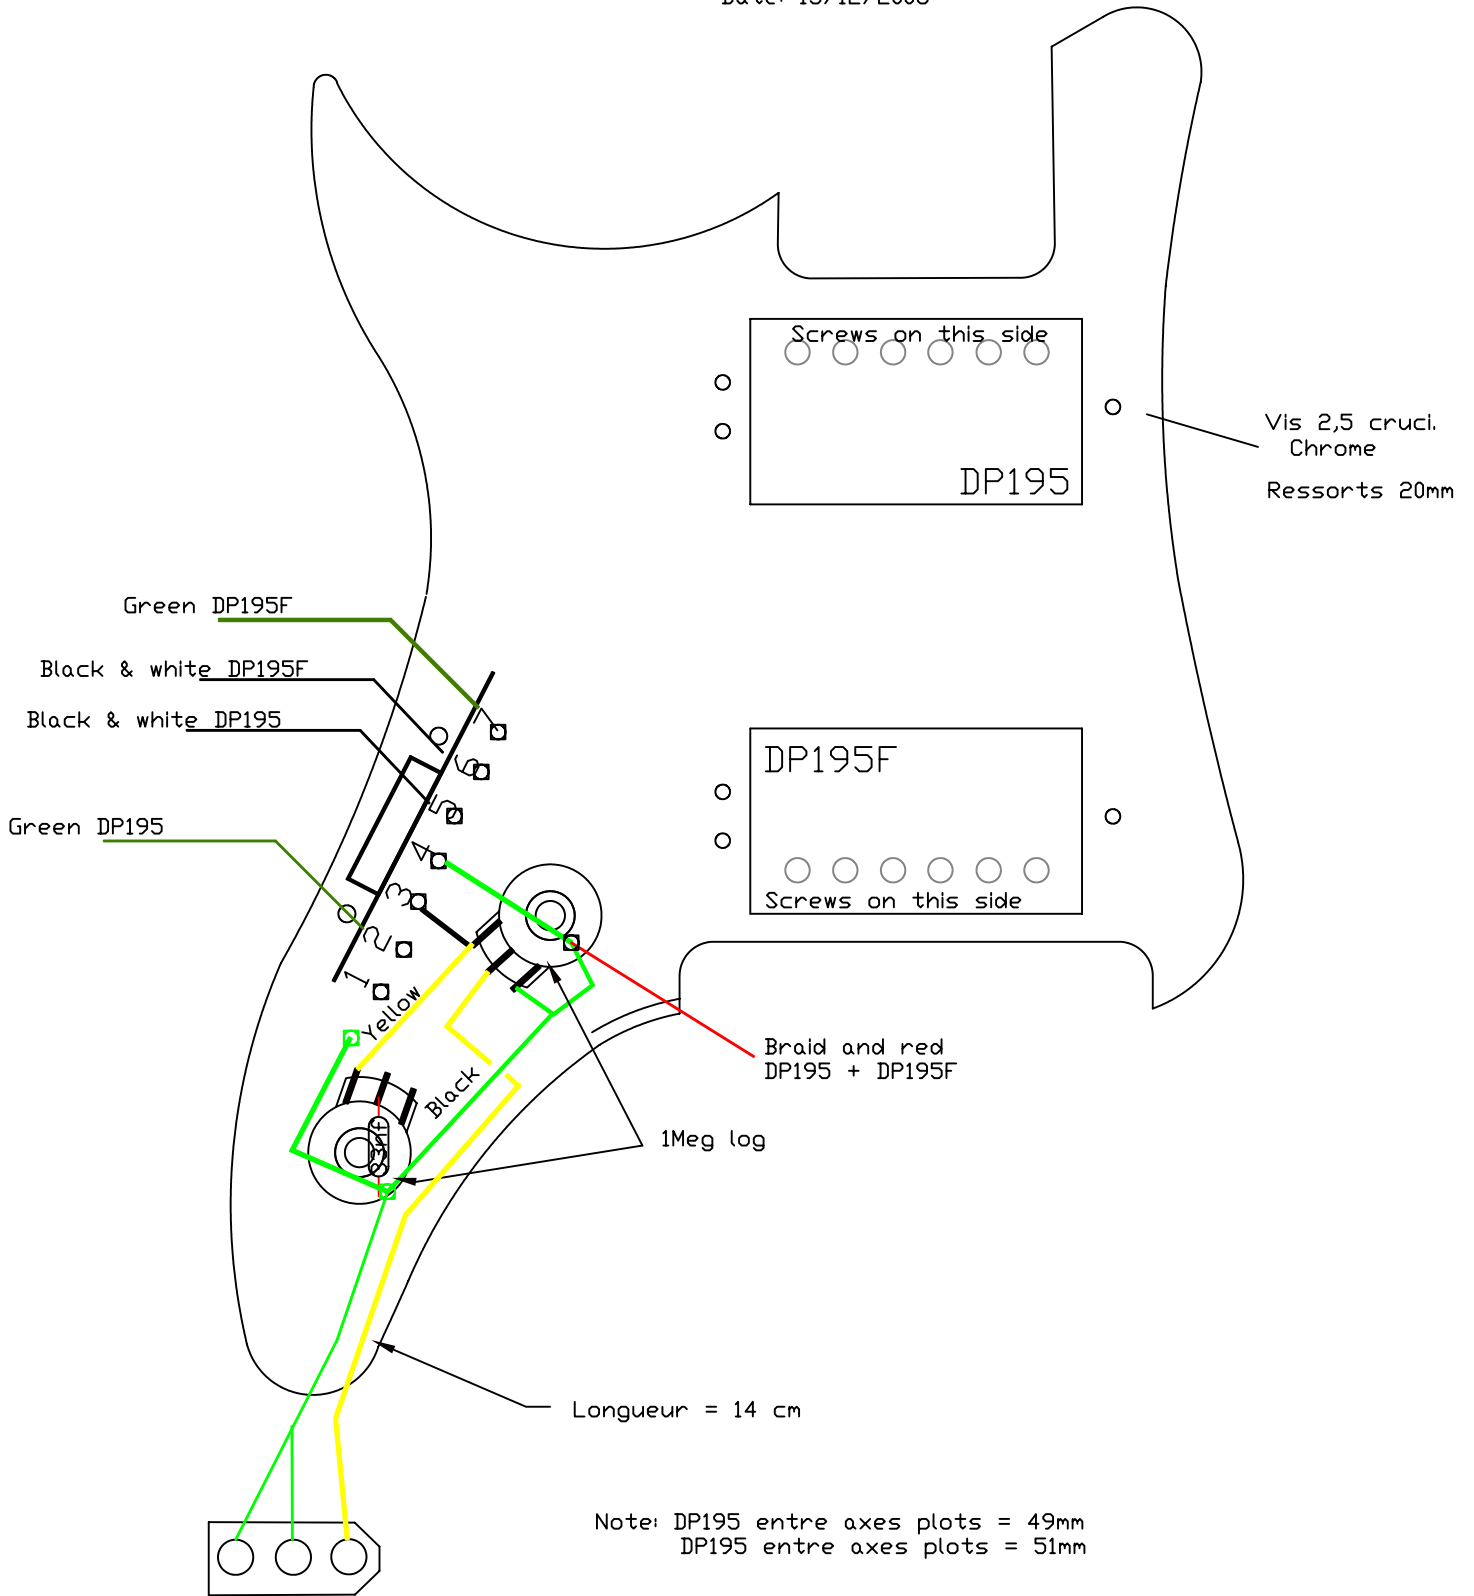 Screws on this side
DP195
Vis 2,5 cruci.
Chrome
Ressorts 20mm
Green DP195F
Black & white DP195F
Black & white DP195
Green DP195
7
6
5
4
3
2
1
DP195F
Screws on this side
Yellow
Black
Braid and red
DP195 + DP195F
1Meg log
Longueur = 14 cm
Note: DP195 entre axes plots = 49mm
DP195 entre axes plots = 51mm